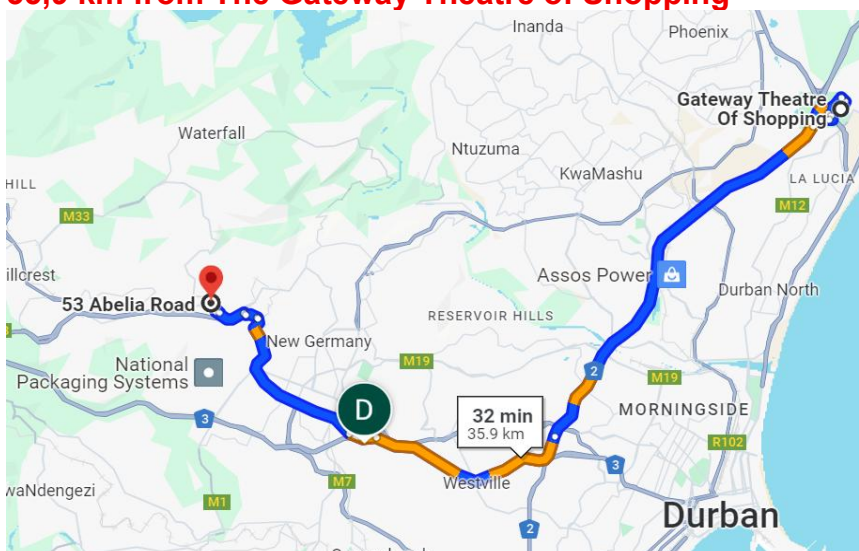 35,9 km from The Gateway Theatre of Shopping
Inanda
Phoenix
Gateway Theatre
Of Shopping
Waterfall
Ntuzuma
KwaMashu
LA LUCIA
HILL
M33
M12
illcrest
53 Abelia Road
Assos Power
Durban North
RESERVOIR HILLS
New Germany
National
Packaging Systems
M19
2
M19
D
32 min
35.9 km
MORNINGSIDE
3
R102
3
waNdengezi
M7
Westville
M1
2
Durban